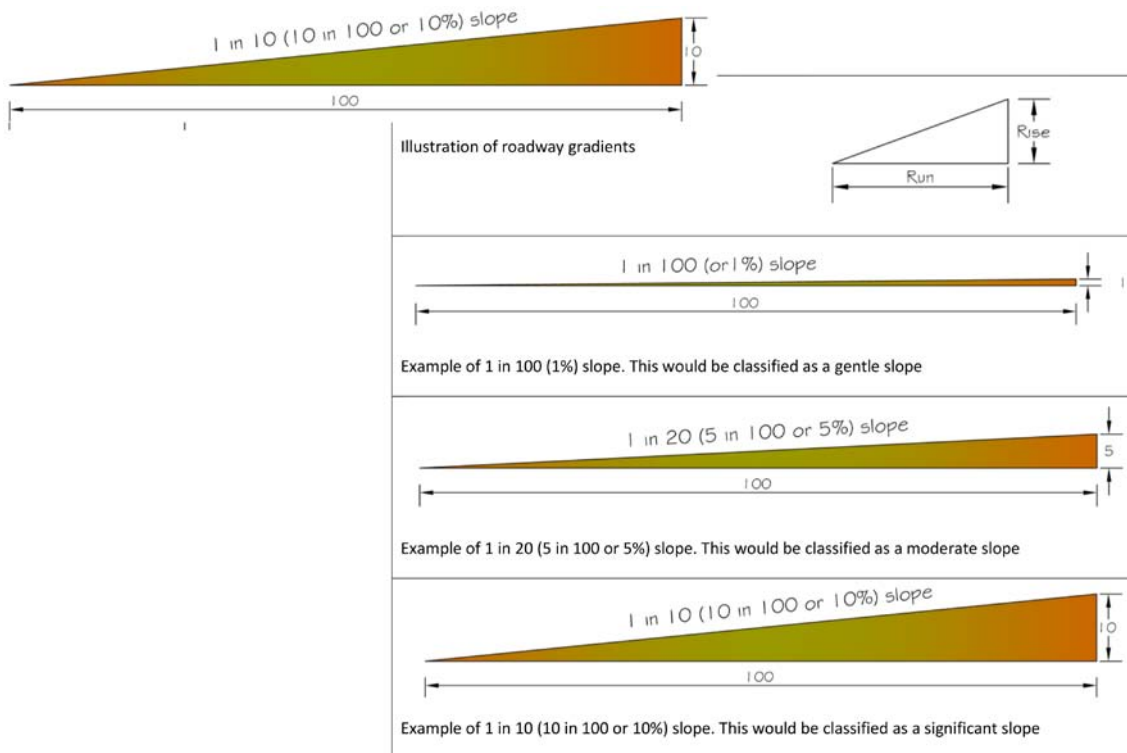 1 in 10 (10 in 100 or 10%) slope
10
100
Illustration of roadway gradients
Rise
Run
1 in 100 (or 1%) slope
1
100
Example of 1 in 100 (1%) slope. This would be classified as a gentle slope
1 in 20 (5 in 100 or 5%) slope
5
100
Example of 1 in 20 (5 in 100 or 5%) slope. This would be classified as a moderate slope
1 in 10 (10 in 100 or 10%) slope
10
100
Example of 1 in 10 (10 in 100 or 10%) slope. This would be classified as a significant slope